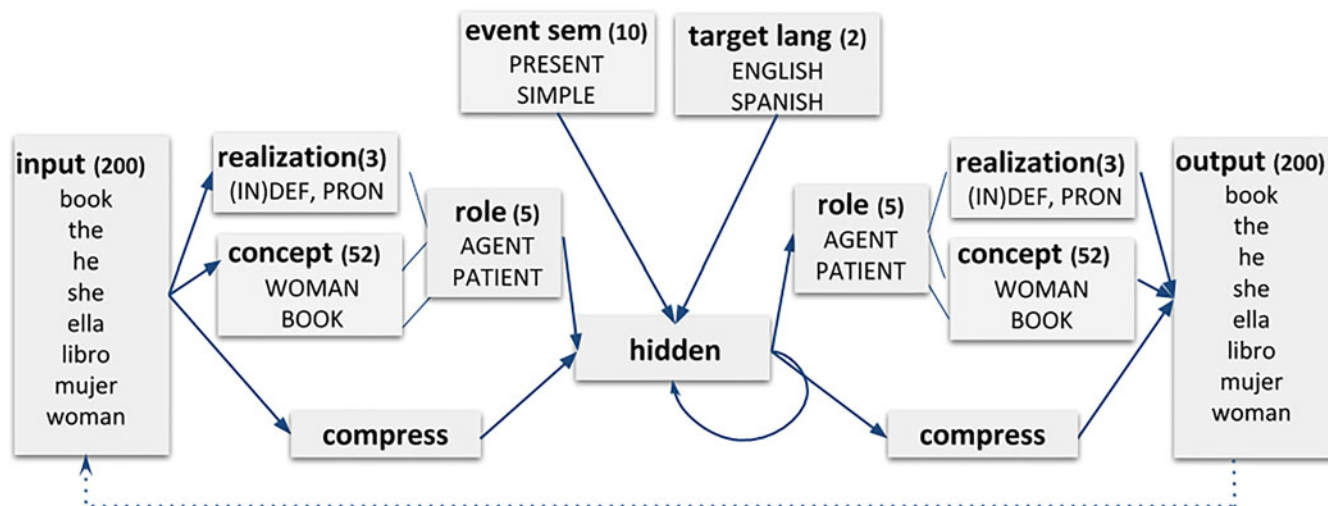 event sem (10)
PRESENT
SIMPLE
target lang (2)
ENGLISH
SPANISH
input (200)
book
the
he
she
ella
libro
mujer
woman
realization(3)
(IN)DEF, PRON
concept (52)
WOMAN
BOOK
role (5)
AGENT
PATIENT
compress
hidden
role (5)
AGENT
PATIENT
realization(3)
(IN)DEF, PRON
concept (52)
WOMAN
BOOK
compress
output (200)
book
the
he
she
ella
libro
mujer
woman